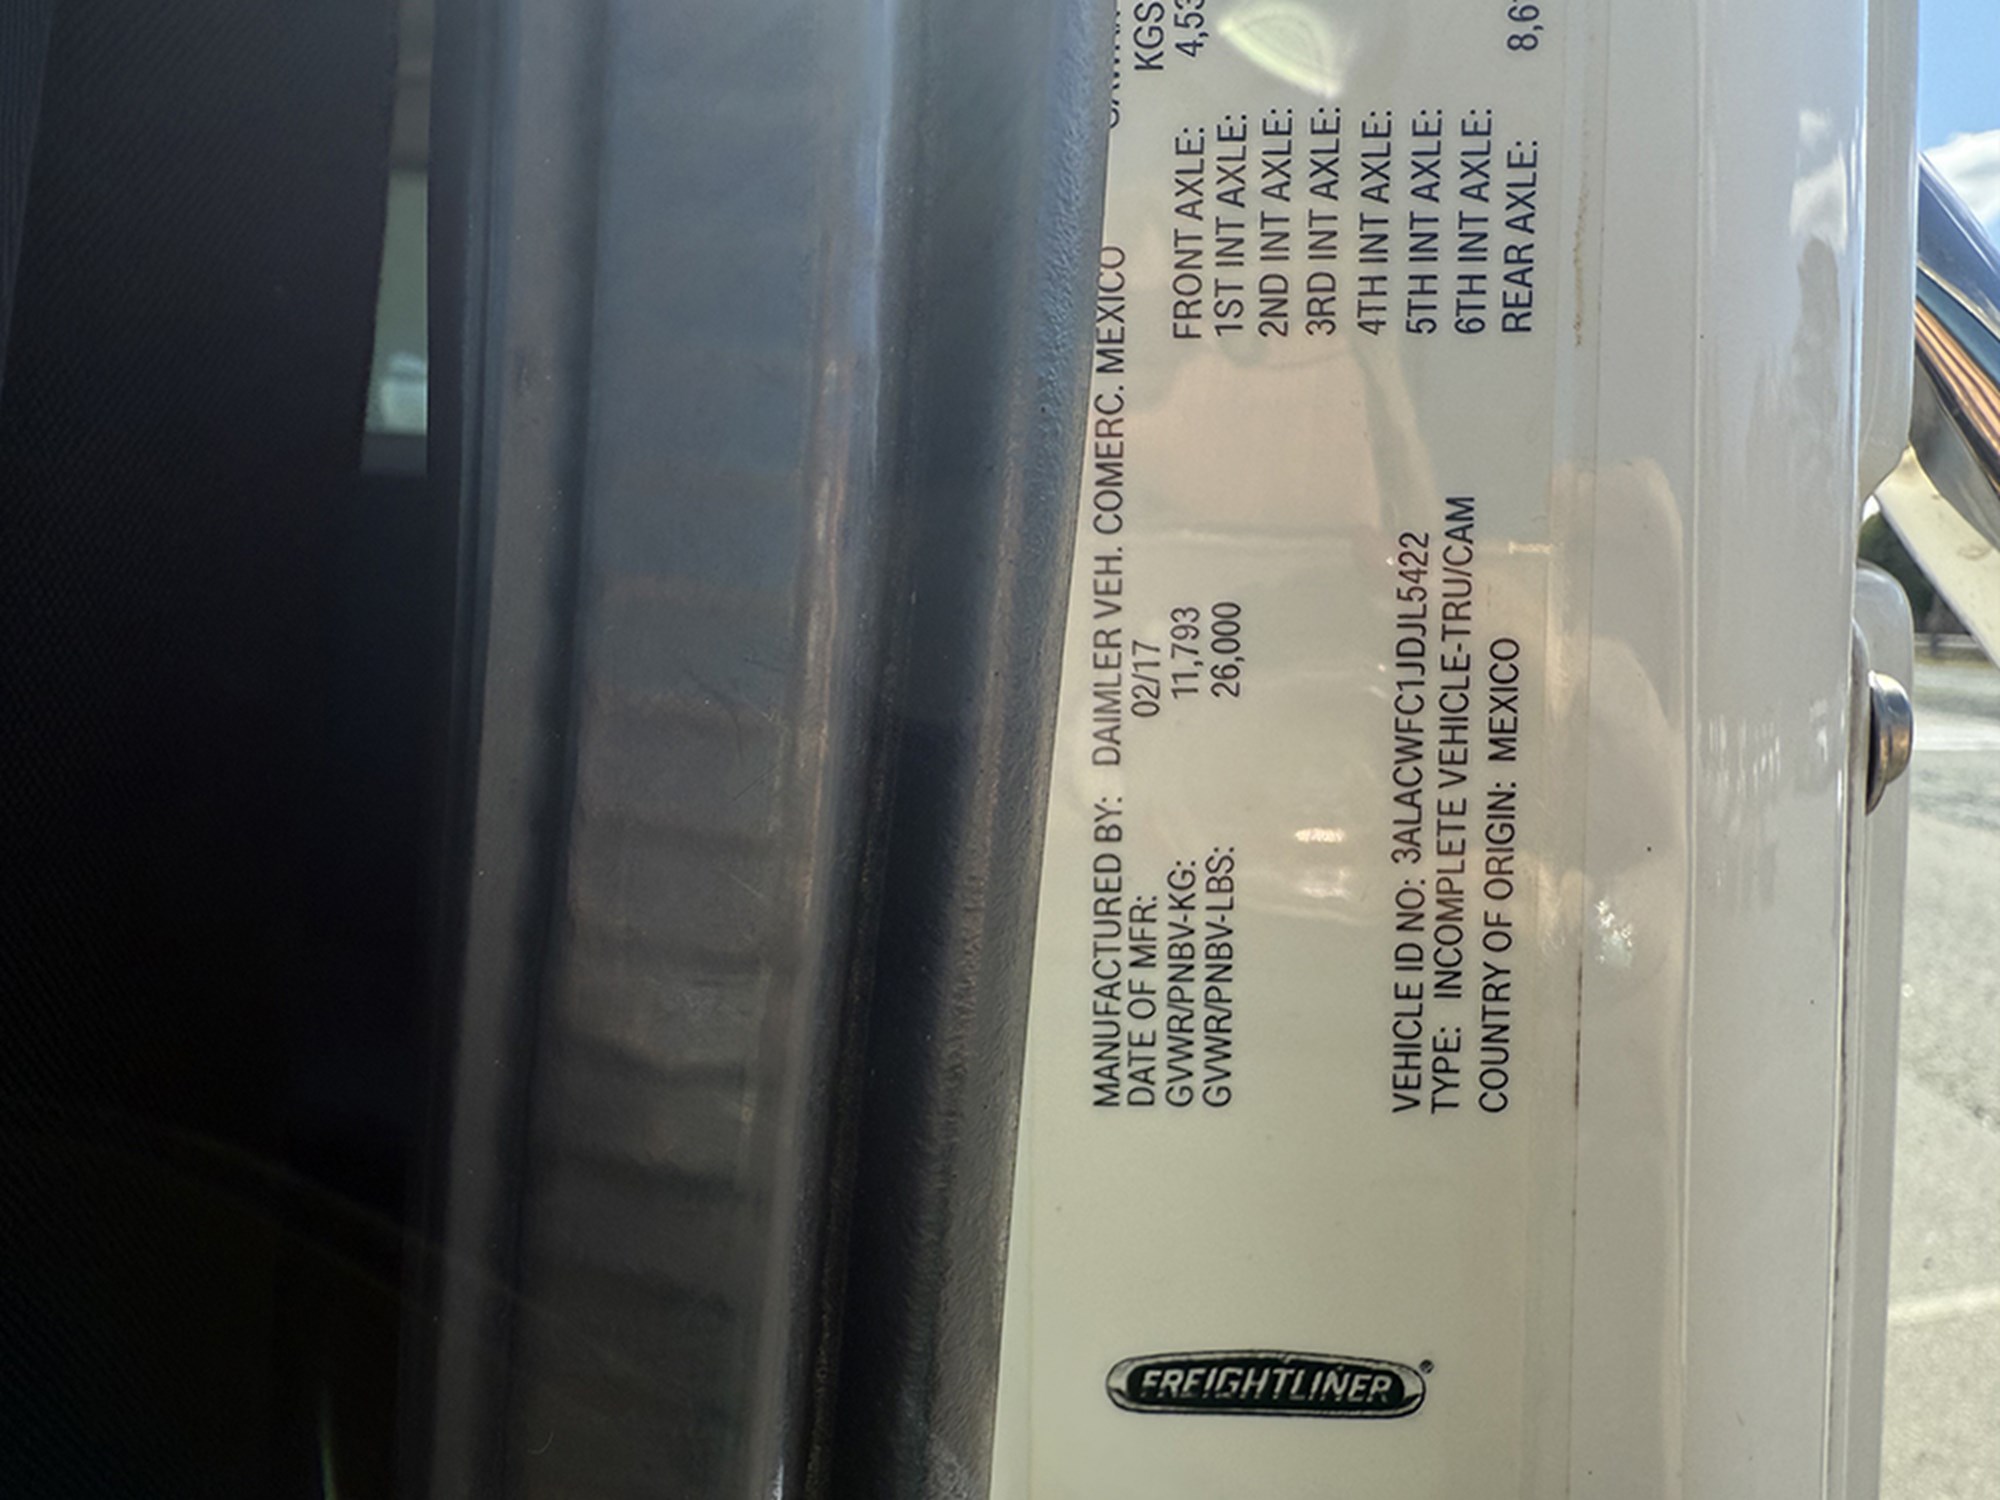 MANUFACTURED BY: DAIMLER VEH. COMERC. MEXICO
DATE OF MFR: 02/17
GVWR/PNBV-KG: 11,793
GVWR/PNBV-LBS: 26,000
VEHICLE ID NO: 3ALACWFC1JDJL5422
TYPE: INCOMPLETE VEHICLE-TRU/CAM
COUNTRY OF ORIGIN: MEXICO
KGS
FRONT AXLE:
1ST INT AXLE:
2ND INT AXLE:
3RD INT AXLE:
4TH INT AXLE:
5TH INT AXLE:
6TH INT AXLE:
REAR AXLE:
FREIGHTLINER®